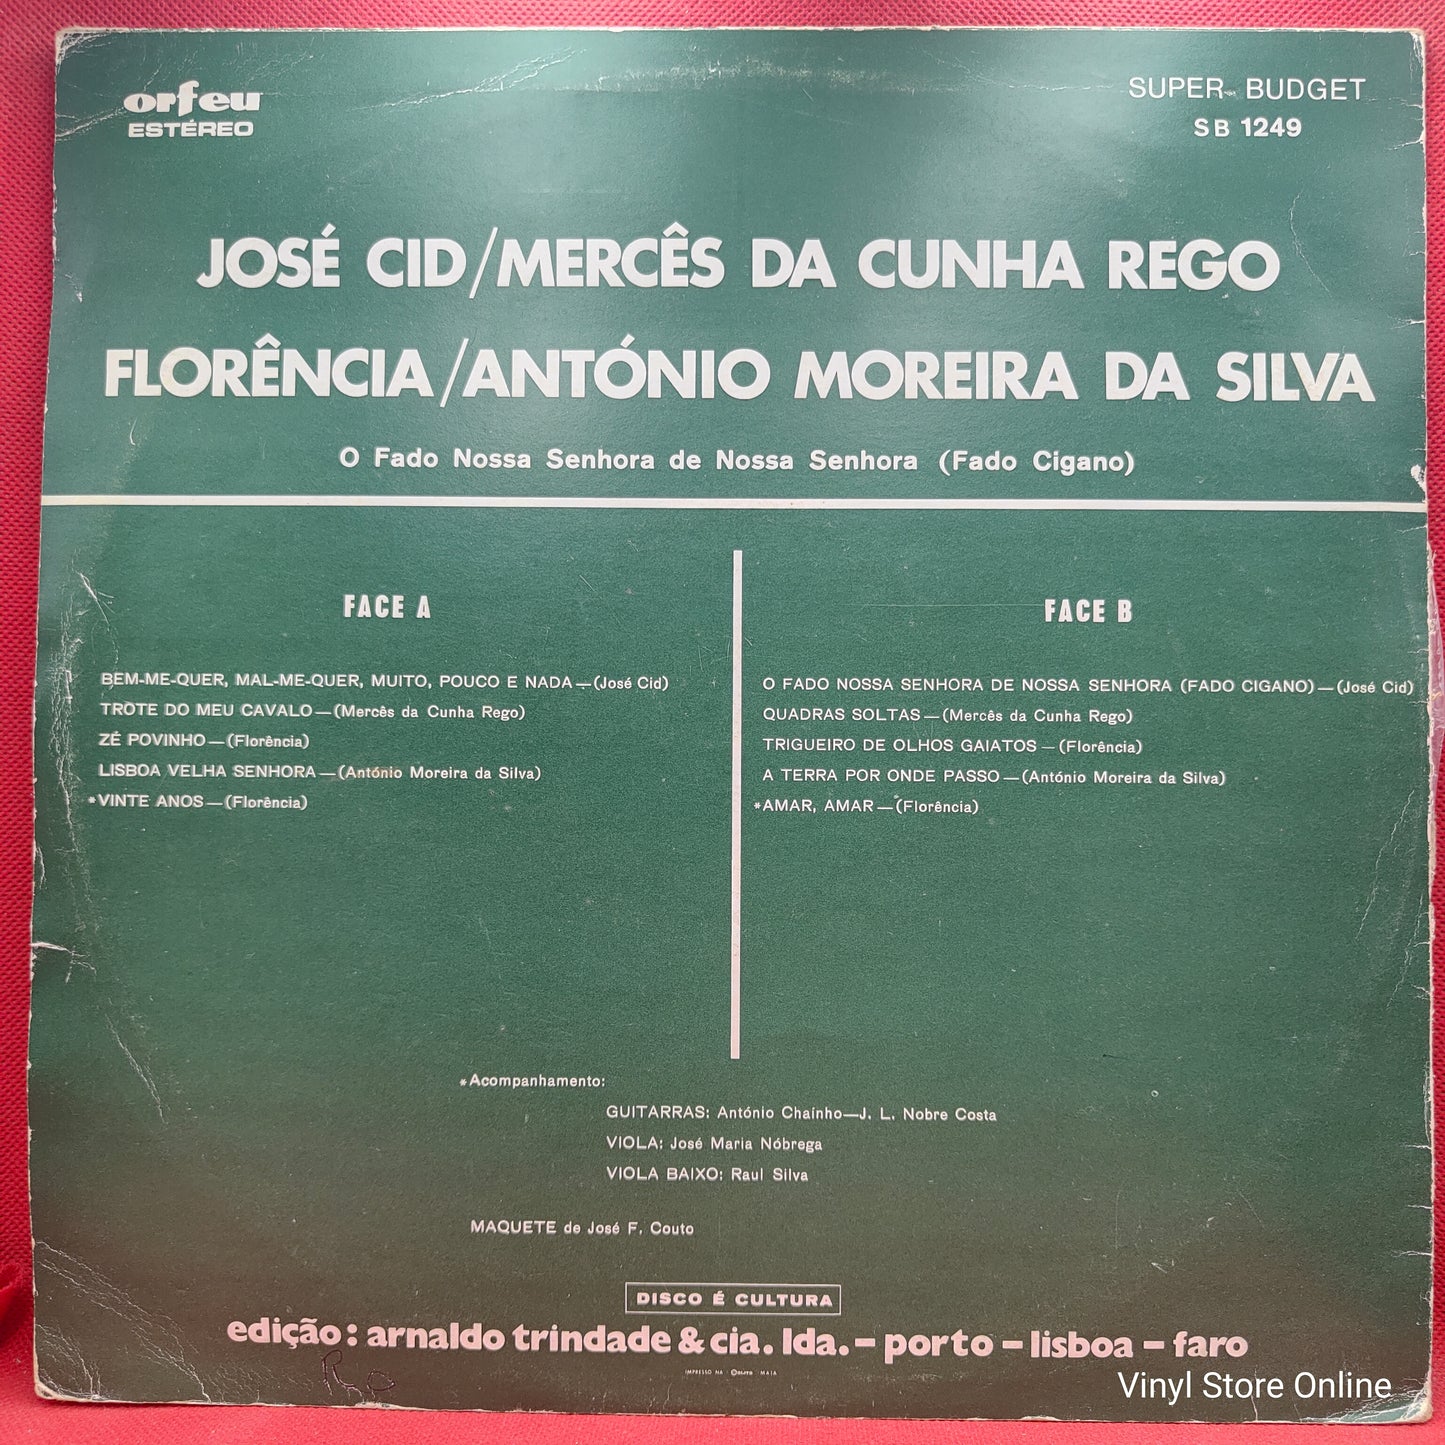 orfeu
ESTÉREO
SUPER-BUDGET
SB 1249
JOSÉ CID/MERCÊS DA CUNHA REGO
FLORÊNCIA/ANTÓNIO MOREIRA DA SILVA
O Fado Nossa Senhora de Nossa Senhora (Fado Cigano)
FACE A
BEM-ME-QUER, MAL-ME-QUER, MUITO, POUCO E NADA—(José Cid)
TROTE DO MEU CAVALO—(Mercês da Cunha Rego)
ZÉ POVINHO—(Florência)
LISBOA VELHA SENHORA—(António Moreira da Silva)
*VINTE ANOS—(Florência)
FACE B
O FADO NOSSA SENHORA DE NOSSA SENHORA (FADO CIGANO)—(José Cid)
QUADRAS SOLTAS—(Mercês da Cunha Rego)
TRIGUEIRO DE OLHOS GAIATOS—(Florência)
A TERRA POR ONDE PASSO—(António Moreira da Silva)
*AMAR, AMAR—(Florência)
*Acompanhamento:
GUITARRAS: António Chaínho—J. L. Nobre Costa
VIOLA: José Maria Nóbrega
VIOLA BAIXO: Raul Silva
MAQUETE de José F. Couto
DISCO É CULTURA
edição: arnaldo trindade & cia. lda. - porto - lisboa - faro
IMPRESSO NA MAIA
Vinyl Store Online